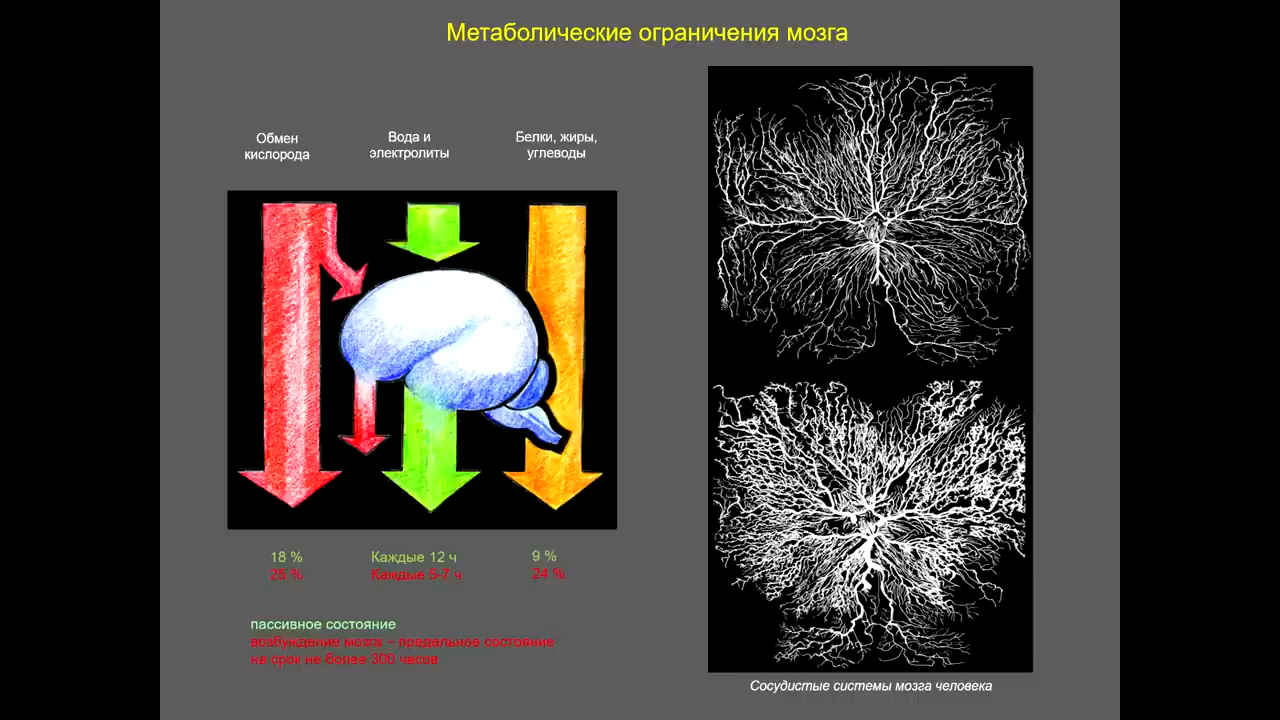 Метаболические ограничения мозга
Обмен
кислорода
Вода и
электролиты
Белки, жиры,
углеводы
18 %
Каждые 12 ч
9 %
25 %
Каждые 5-7 ч
24 %
пассивное состояние
возбуждение мозга – предельное состояние
на срок не более 300 часов
Сосудистые системы мозга человека